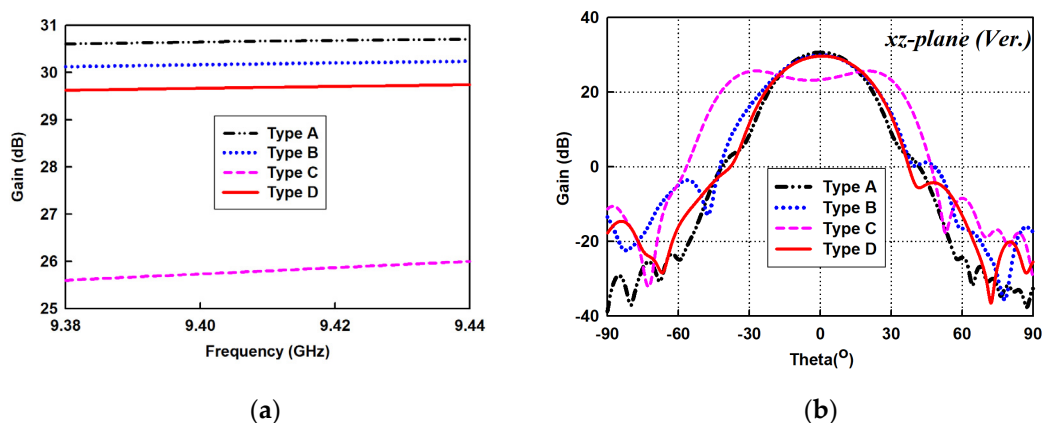 31
30
29
28
27
26
25
Gain (dB)
9.38
9.40
9.42
9.44
Frequency (GHz)
Type A
Type B
Type C
Type D
(a)
40
20
0
-20
-40
Gain (dB)
xz-plane (Ver.)
-90
-60
-30
0
30
60
90
Theta(O)
Type A
Type B
Type C
Type D
(b)